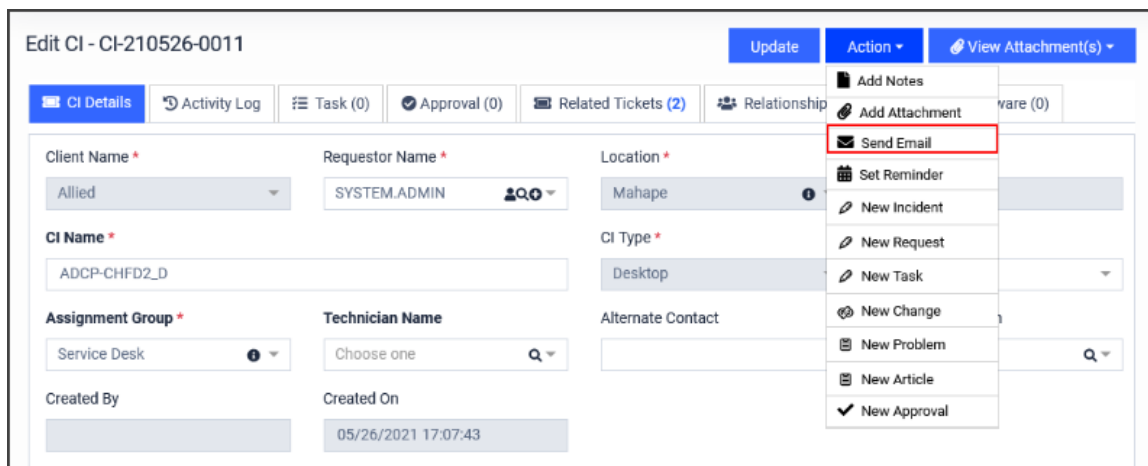 Edit CI - CI-210526-0011
Update
Action
View Attachment(s)
CI Details
Activity Log
Task (0)
Approval (0)
Related Tickets (2)
Relationship
ware (0)
Add Notes
Add Attachment
Send Email
Set Reminder
New Incident
New Request
New Task
New Change
New Problem
New Article
New Approval
Client Name *
Requestor Name *
Location *
Allied
SYSTEM.ADMIN
Mahape
CI Name *
CI Type *
ADCP-CHFD2_D
Desktop
Assignment Group *
Technician Name
Alternate Contact
Service Desk
Choose one
Created By
Created On
05/26/2021 17:07:43